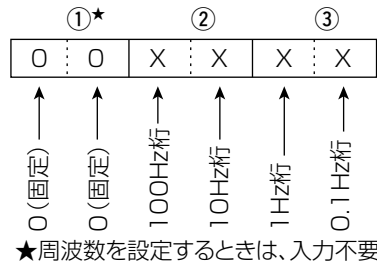 ①★ ② ③
0 0 X X X X
0(固定)
0(固定)
100Hz桁
10Hz桁
1Hz桁
0.1Hz桁
★周波数を設定するときは、入力不要